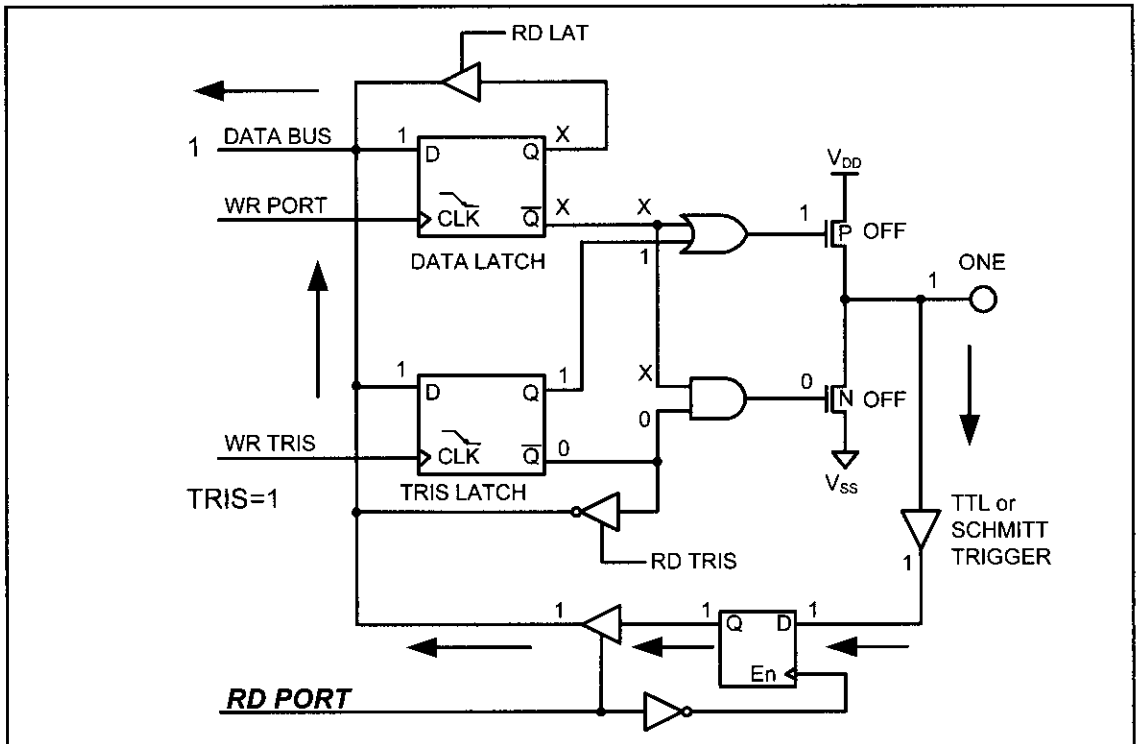 RD LAT
1 DATA BUS 1 D Q X
WR PORT CLK Q̅ X X
DATA LATCH
1
1
V_DD
P OFF
ONE
1
1 D Q 1
X
0
0 N OFF
WR TRIS CLK Q̅ 0
TRIS LATCH
TRIS=1
V_SS
RD TRIS
TTL or
SCHMITT
TRIGGER
1
1 1 Q D 1
En
RD PORT